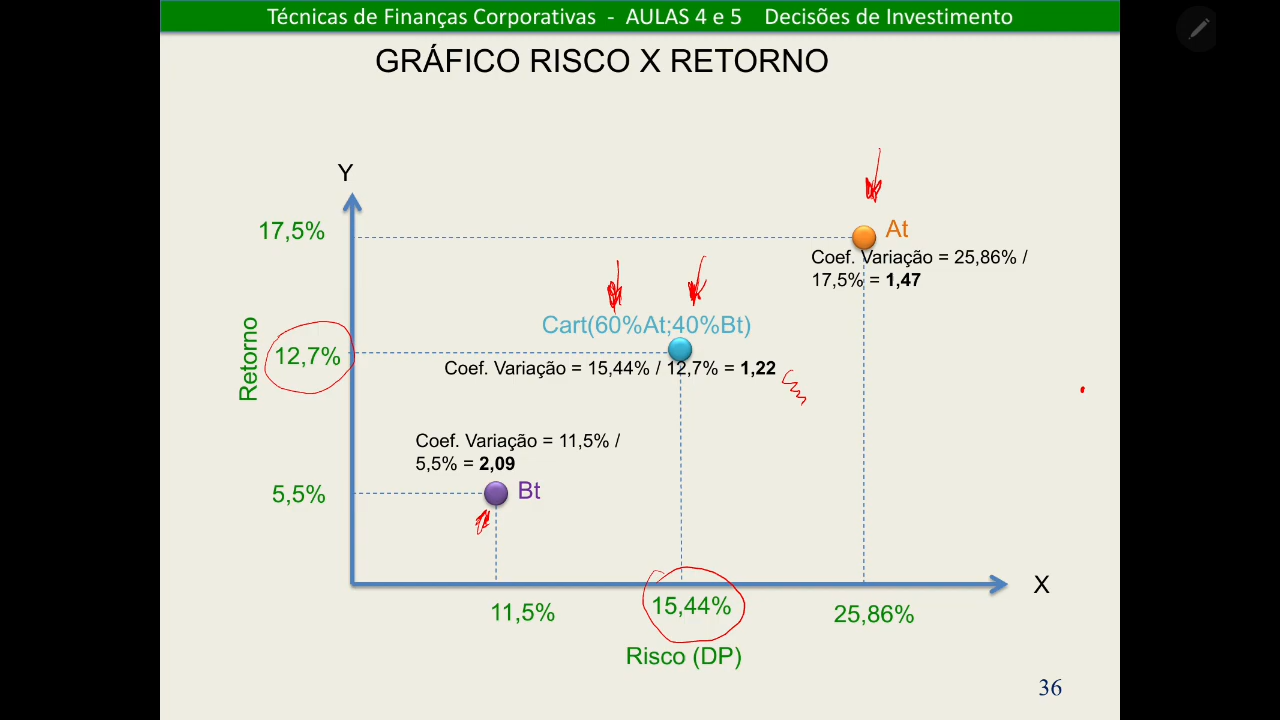 Técnicas de Finanças Corporativas - AULAS 4 e 5 Decisões de Investimento
GRÁFICO RISCO X RETORNO
Y
17,5%
At
Coef. Variação = 25,86% /
17,5% = 1,47
Cart(60%At;40%Bt)
Retorno
12,7%
Coef. Variação = 15,44% / 12,7% = 1,22
Coef. Variação = 11,5% /
5,5% = 2,09
5,5%
Bt
X
11,5%
15,44%
25,86%
Risco (DP)
36